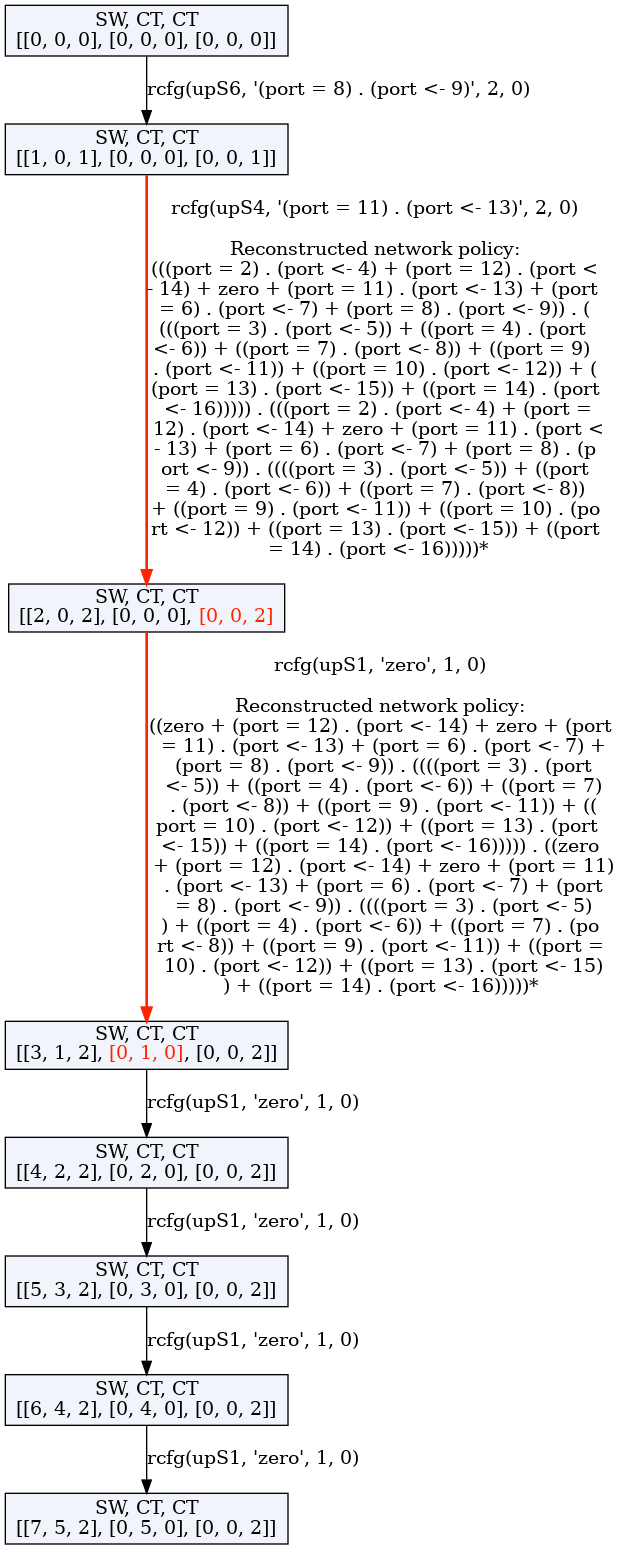 SW, CT, CT
[[0, 0, 0], [0, 0, 0], [0, 0, 0]]
rcfg(upS6, '(port = 8) . (port <- 9)', 2, 0)
SW, CT, CT
[[1, 0, 1], [0, 0, 0], [0, 0, 1]]
rcfg(upS4, '(port = 11) . (port <- 13)', 2, 0)
Reconstructed network policy:
(((port = 2) . (port <- 4) + (port = 12) . (port <
- 14) + zero + (port = 11) . (port <- 13) + (port
= 6) . (port <- 7) + (port = 8) . (port <- 9)) . (
(((port = 3) . (port <- 5)) + ((port = 4) . (port
<- 6)) + ((port = 7) . (port <- 8)) + ((port = 9)
. (port <- 11)) + ((port = 10) . (port <- 12)) + (
(port = 13) . (port <- 15)) + ((port = 14) . (port
<- 16))))) . (((port = 2) . (port <- 4) + (port =
12) . (port <- 14) + zero + (port = 11) . (port <
- 13) + (port = 6) . (port <- 7) + (port = 8) . (p
ort <- 9)) . ((((port = 3) . (port <- 5)) + ((port
= 4) . (port <- 6)) + ((port = 7) . (port <- 8))
+ ((port = 9) . (port <- 11)) + ((port = 10) . (po
rt <- 12)) + ((port = 13) . (port <- 15)) + ((port
= 14) . (port <- 16)))))*
SW, CT, CT
[[2, 0, 2], [0, 0, 0], [0, 0, 2]
rcfg(upS1, 'zero', 1, 0)
Reconstructed network policy:
((zero + (port = 12) . (port <- 14) + zero + (port
= 11) . (port <- 13) + (port = 6) . (port <- 7) +
(port = 8) . (port <- 9)) . ((((port = 3) . (port
<- 5)) + ((port = 4) . (port <- 6)) + ((port = 7)
. (port <- 8)) + ((port = 9) . (port <- 11)) + ((
port = 10) . (port <- 12)) + ((port = 13) . (port
<- 15)) + ((port = 14) . (port <- 16))))) . ((zero
+ (port = 12) . (port <- 14) + zero + (port = 11)
. (port <- 13) + (port = 6) . (port <- 7) + (port
= 8) . (port <- 9)) . ((((port = 3) . (port <- 5)
) + ((port = 4) . (port <- 6)) + ((port = 7) . (po
rt <- 8)) + ((port = 9) . (port <- 11)) + ((port =
10) . (port <- 12)) + ((port = 13) . (port <- 15)
) + ((port = 14) . (port <- 16)))))*
SW, CT, CT
[[3, 1, 2], [0, 1, 0], [0, 0, 2]]
rcfg(upS1, 'zero', 1, 0)
SW, CT, CT
[[4, 2, 2], [0, 2, 0], [0, 0, 2]]
rcfg(upS1, 'zero', 1, 0)
SW, CT, CT
[[5, 3, 2], [0, 3, 0], [0, 0, 2]]
rcfg(upS1, 'zero', 1, 0)
SW, CT, CT
[[6, 4, 2], [0, 4, 0], [0, 0, 2]]
rcfg(upS1, 'zero', 1, 0)
SW, CT, CT
[[7, 5, 2], [0, 5, 0], [0, 0, 2]]